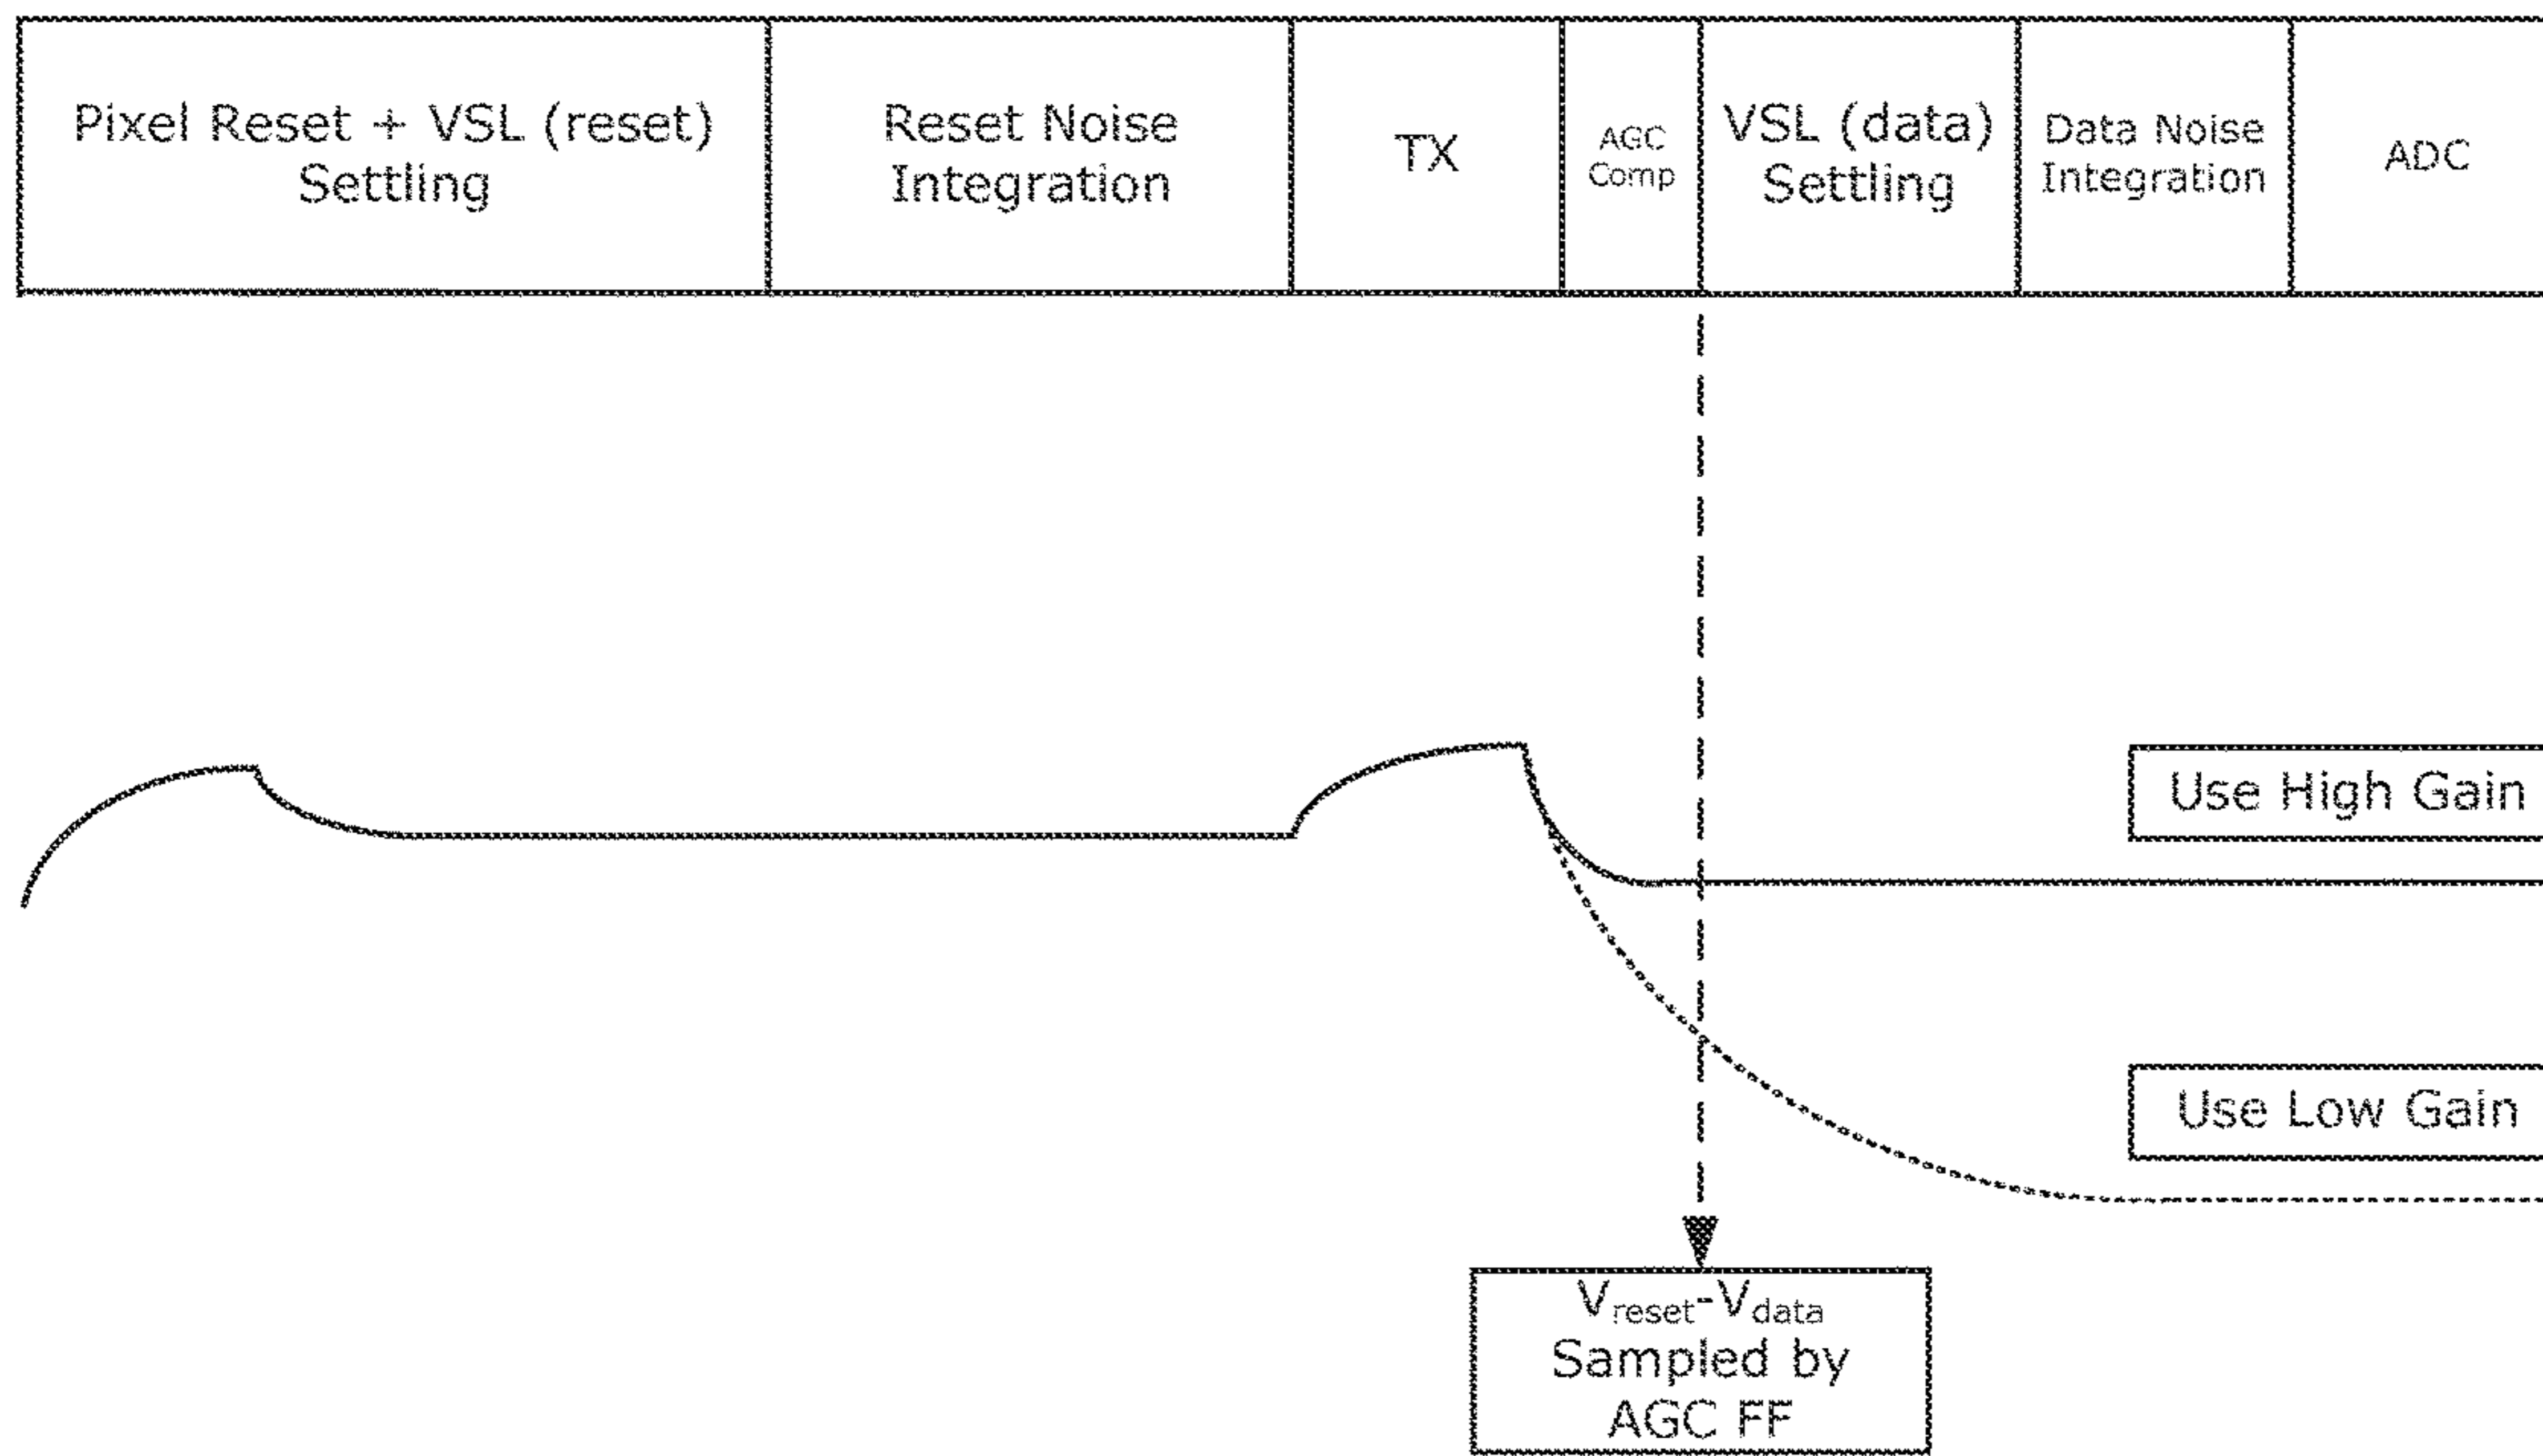 Pixel Reset + VSL (reset)
Settling
Reset Noise
Integration
TX
AGC
Comp
VSL (data)
Settling
Data Noise
Integration
ADC
Use High Gain
Use Low Gain
Vreset-Vdata
Sampled by
AGC FF